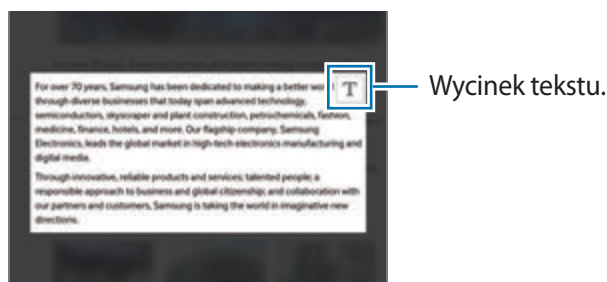 For over 70 years, Samsung has been dedicated to making a better
through diverse businesses that today span advanced technology,
semiconductors, skyscraper and plant construction, petrochemicals, fashion,
medicine, finance, hotels, and more. Our flagship company, Samsung
Electronics, leads the global market in high-tech electronics manufacturing and
digital media.
Through innovative, reliable products and services; talented people; a
responsible approach to business and global citizenship; and collaboration with
our partners and customers, Samsung is taking the world in imaginative new
directions.
T
Wycinek tekstu.